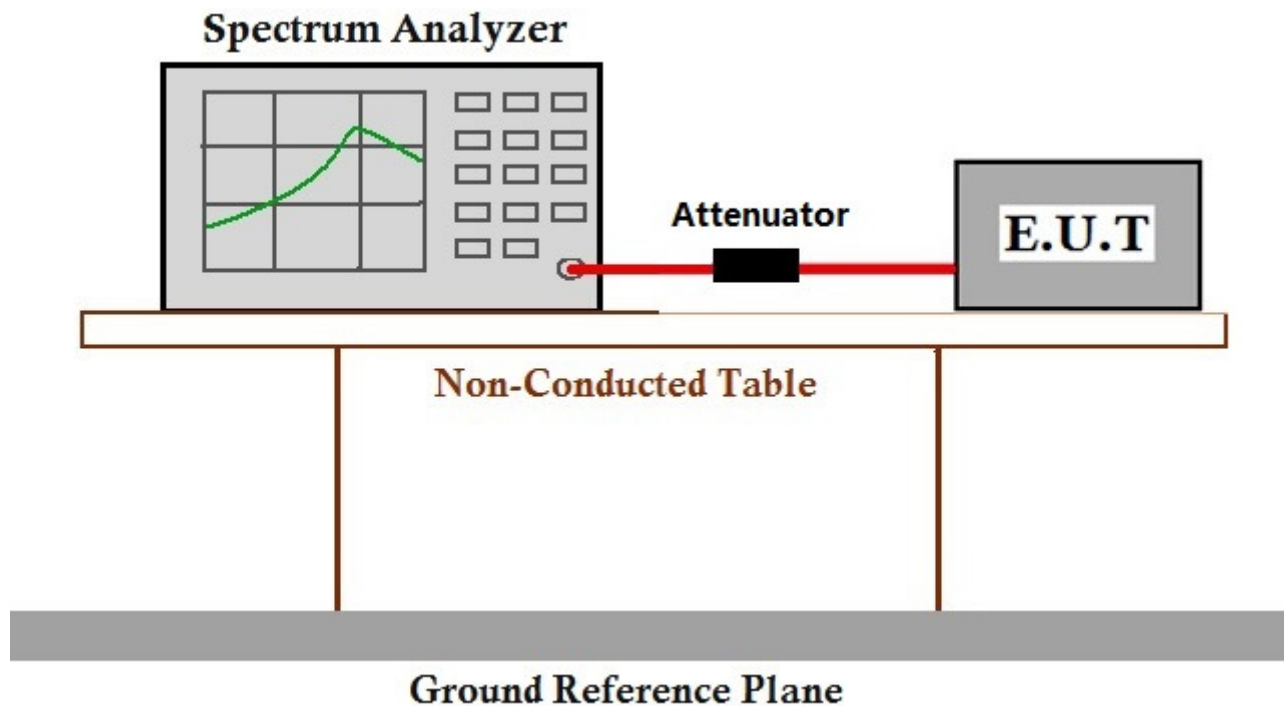 Spectrum Analyzer
Attenuator
E.U.T
Non-Conducted Table
Ground Reference Plane